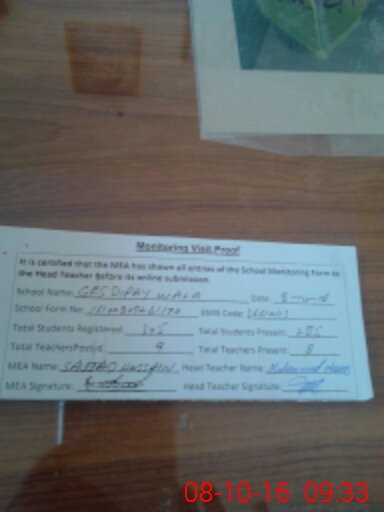 Monitoring Visit Proof
It is certified that the MEA has shown all entries of the School Monitoring Form to
the Head Teacher before its online submission.
School Name: GPS DIPAY WALA Date:
School Form No: EMIS Code:
Total Students Registered: 305 Total Students Present: 285
Total Teachers Posted: 9 Total Teachers Present: 8
MEA Name: SAJJAD HUSSAIN Head Teacher Name: Muhammad
MEA Signature: Head Teacher Signature:
08-10-16 09:33